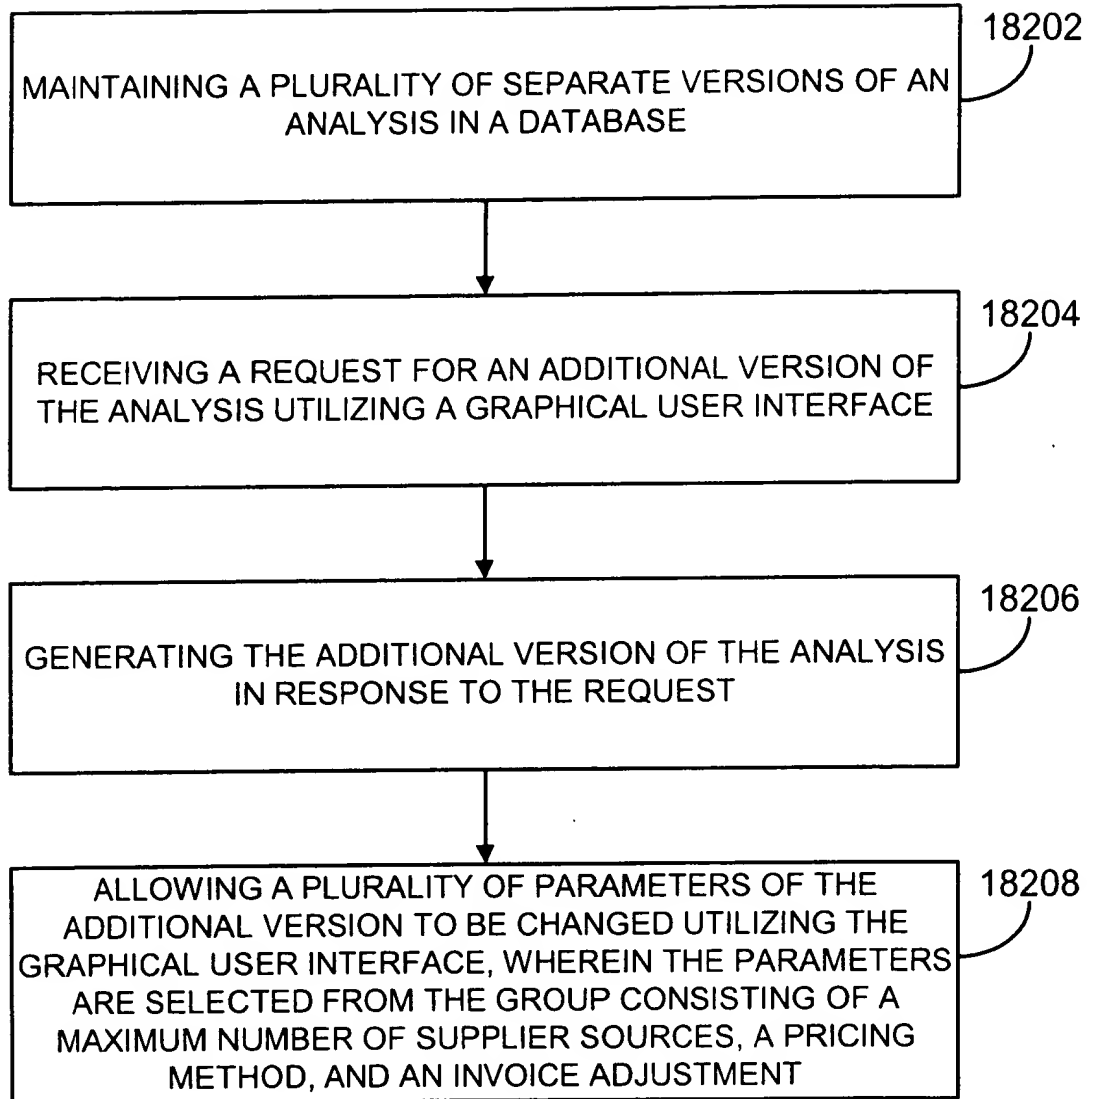 18202
MAINTAINING A PLURALITY OF SEPARATE VERSIONS OF AN
ANALYSIS IN A DATABASE
18204
RECEIVING A REQUEST FOR AN ADDITIONAL VERSION OF
THE ANALYSIS UTILIZING A GRAPHICAL USER INTERFACE
18206
GENERATING THE ADDITIONAL VERSION OF THE ANALYSIS
IN RESPONSE TO THE REQUEST
18208
ALLOWING A PLURALITY OF PARAMETERS OF THE
ADDITIONAL VERSION TO BE CHANGED UTILIZING THE
GRAPHICAL USER INTERFACE, WHEREIN THE PARAMETERS
ARE SELECTED FROM THE GROUP CONSISTING OF A
MAXIMUM NUMBER OF SUPPLIER SOURCES, A PRICING
METHOD, AND AN INVOICE ADJUSTMENT